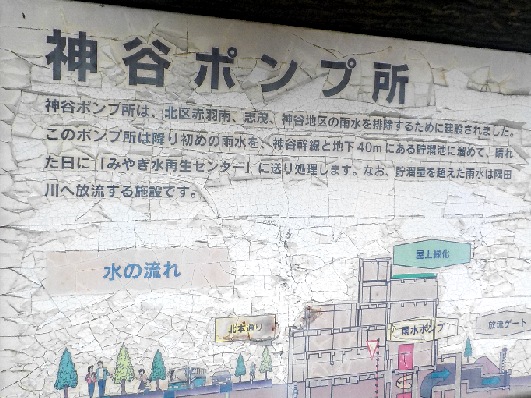 神谷ポンプ所
神谷ポンプ所は、北区赤羽南、志茂、神谷地区の雨水を排除するために建設されました。
このポンプ所は降り初めの雨水を、神谷幹線と地下40mにある貯溜池に溜めて、晴れ
た日に「みやぎ水再生センター」に送り処理します。なお、貯溜量を超えた雨水は隅田
川へ放流する施設です。
水の流れ
屋上緑化
北本通り
雨水ポンプ
放流ゲート